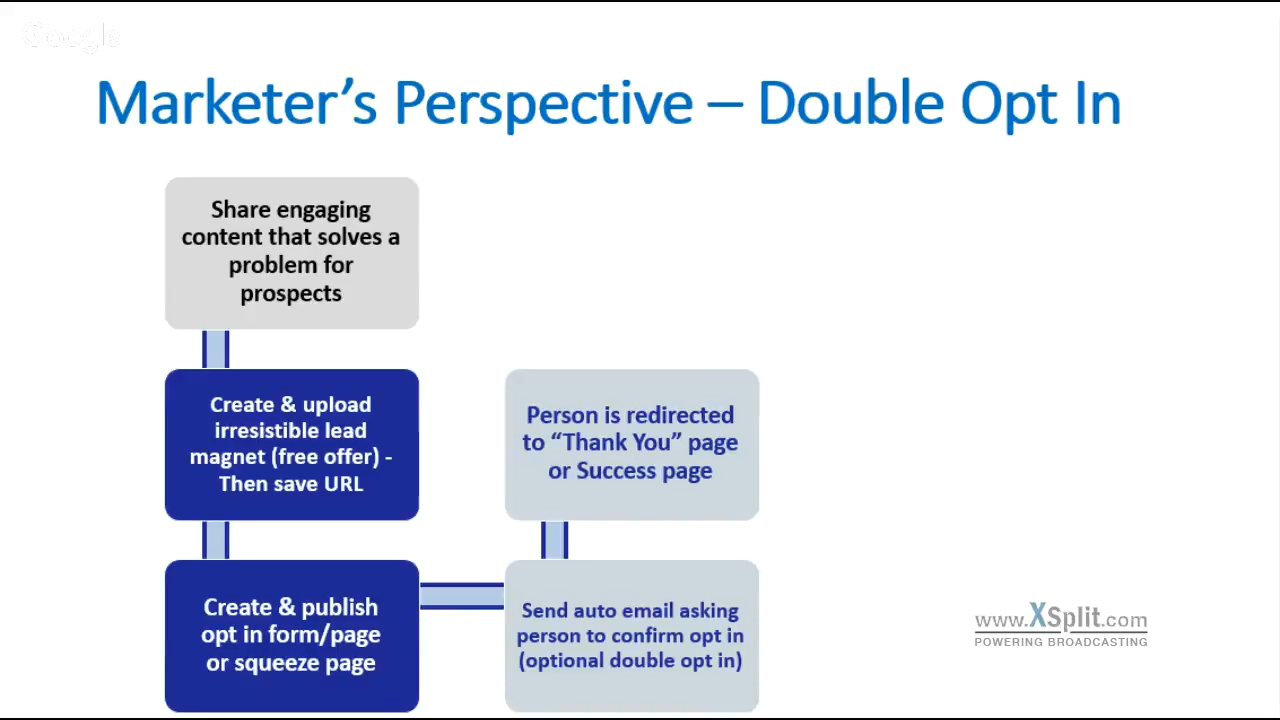 Google
Marketer’s Perspective – Double Opt In
Share engaging
content that solves a
problem for
prospects
Create & upload
irresistible lead
magnet (free offer) -
Then save URL
Create & publish
opt in form/page
or squeeze page
Send auto email asking
person to confirm opt in
(optional double opt in)
Person is redirected
to “Thank You” page
or Success page
www.XSplit.com
POWERING BROADCASTING